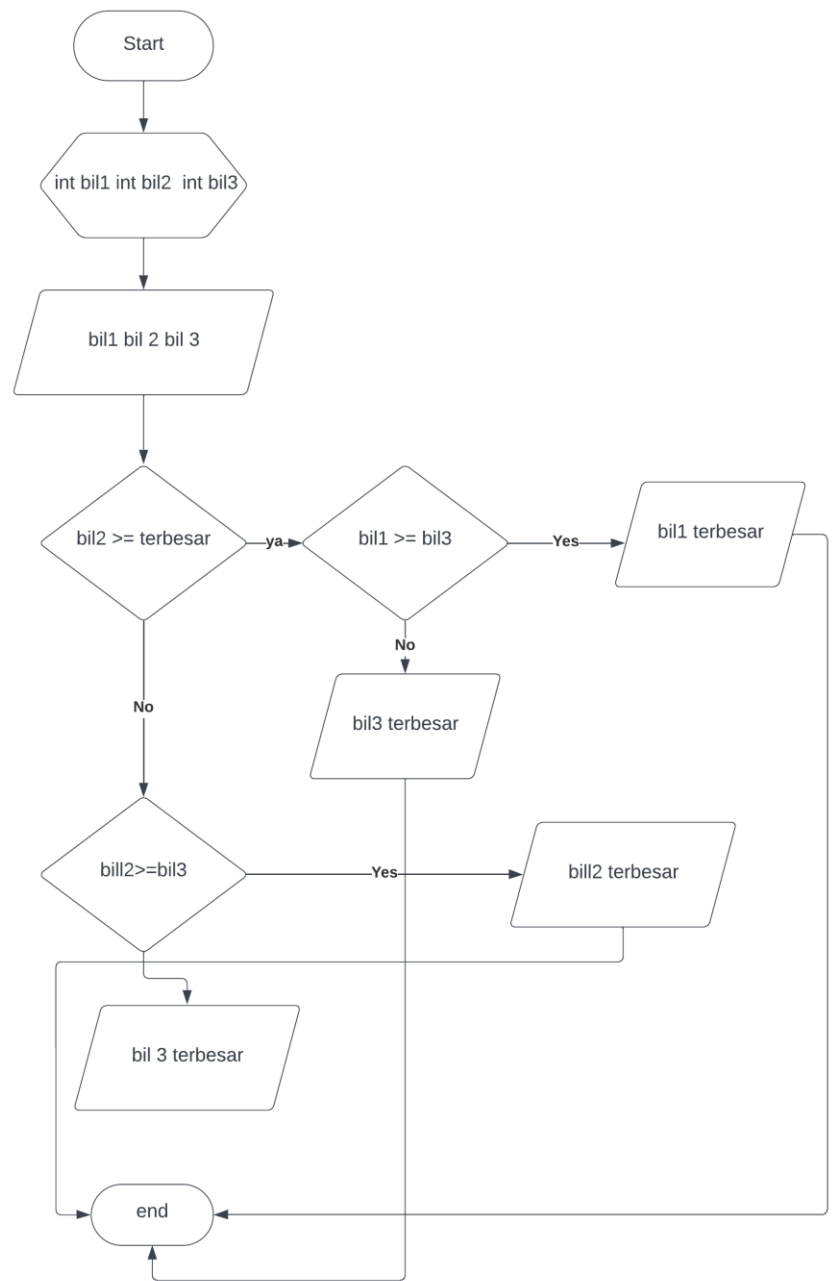 Start
int bil1 int bil2  int bil3
bil1 bil 2 bil 3
bil2 >= terbesar
ya
bil1 >= bil3
Yes
bil1 terbesar
No
bil3 terbesar
No
bill2>=bil3
Yes
bill2 terbesar
bil 3 terbesar
end